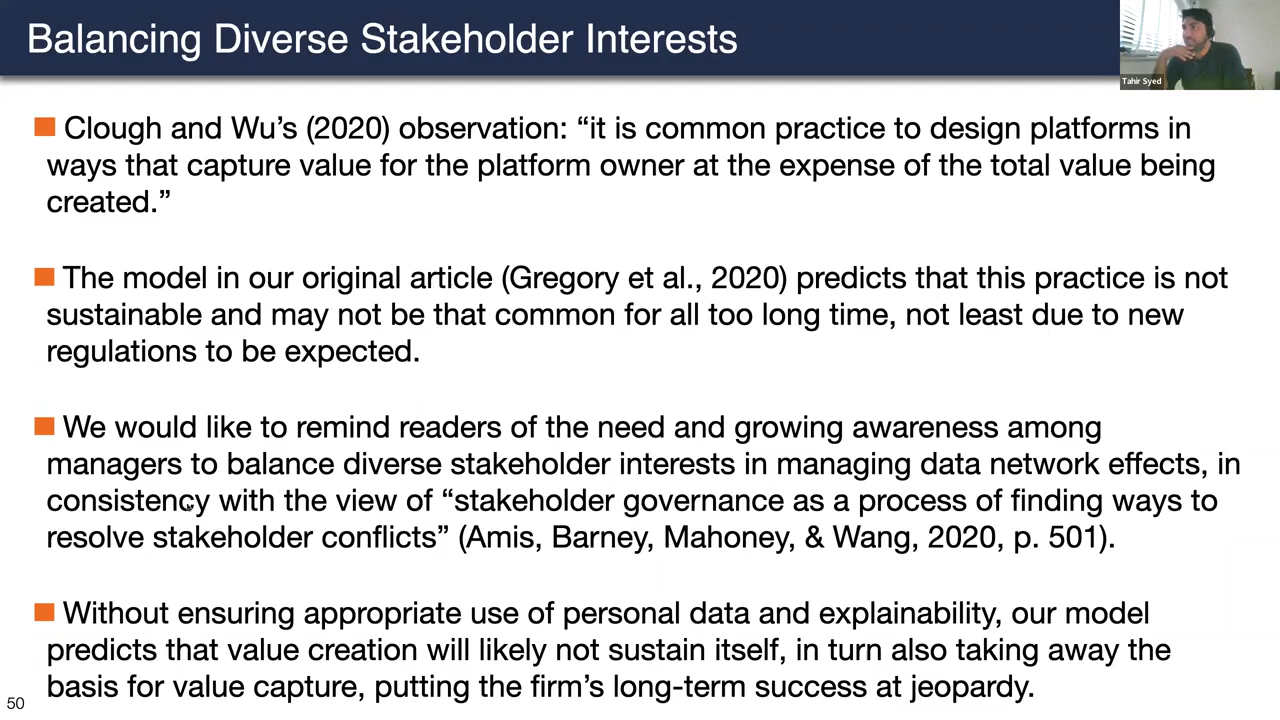 Balancing Diverse Stakeholder Interests
Tahir Syed
Clough and Wu’s (2020) observation: “it is common practice to design platforms in
ways that capture value for the platform owner at the expense of the total value being
created.”
The model in our original article (Gregory et al., 2020) predicts that this practice is not
sustainable and may not be that common for all too long time, not least due to new
regulations to be expected.
We would like to remind readers of the need and growing awareness among
managers to balance diverse stakeholder interests in managing data network effects, in
consistency with the view of “stakeholder governance as a process of finding ways to
resolve stakeholder conflicts” (Amis, Barney, Mahoney, & Wang, 2020, p. 501).
Without ensuring appropriate use of personal data and explainability, our model
predicts that value creation will likely not sustain itself, in turn also taking away the
basis for value capture, putting the firm’s long-term success at jeopardy.
50